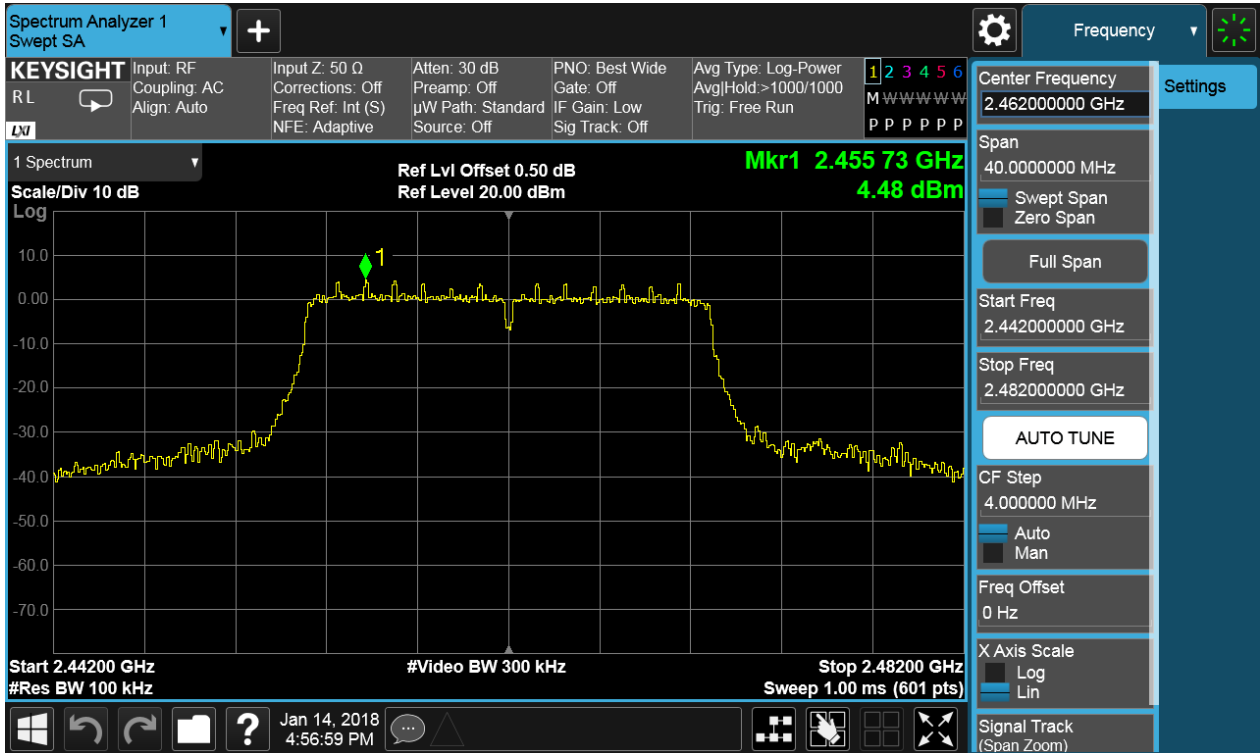 Spectrum Analyzer 1
Swept SA
Frequency
KEYSIGHT
R L
LXI
Input: RF
Coupling: AC
Align: Auto
Input Z: 50 Ω
Corrections: Off
Freq Ref: Int (S)
NFE: Adaptive
Atten: 30 dB
Preamp: Off
µW Path: Standard
Source: Off
PNO: Best Wide
Gate: Off
IF Gain: Low
Sig Track: Off
Avg Type: Log-Power
Avg|Hold:>1000/1000
Trig: Free Run
1 2 3 4 5 6
M W W W W W
P P P P P P
1 Spectrum
Scale/Div 10 dB
Log
Ref Lvl Offset 0.50 dB
Ref Level 20.00 dBm
Mkr1 2.455 73 GHz
4.48 dBm
1
10.0
0.00
-10.0
-20.0
-30.0
-40.0
-50.0
-60.0
-70.0
Start 2.44200 GHz
#Res BW 100 kHz
#Video BW 300 kHz
Stop 2.48200 GHz
Sweep 1.00 ms (601 pts)
Center Frequency
2.462000000 GHz
Span
40.0000000 MHz
Swept Span
Zero Span
Full Span
Start Freq
2.442000000 GHz
Stop Freq
2.482000000 GHz
AUTO TUNE
CF Step
4.000000 MHz
Auto
Man
Freq Offset
0 Hz
X Axis Scale
Log
Lin
Signal Track
(Span Zoom)
Settings
?
Jan 14, 2018
4:56:59 PM